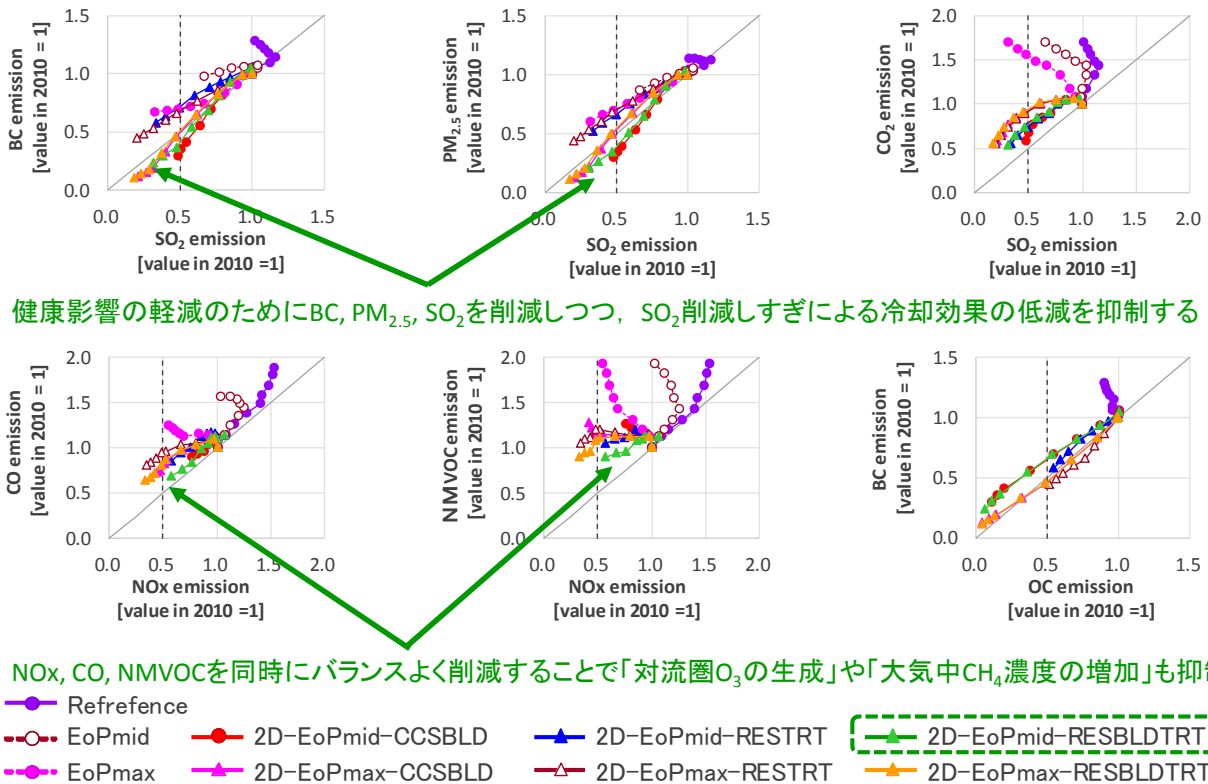 BC emission
[value in 2010 = 1]
1.5
1.0
0.5
0.0
0.0 0.5 1.0 1.5
SO2 emission
[value in 2010 =1]
PM2.5 emission
[value in 2010 = 1]
1.5
1.0
0.5
0.0
0.0 0.5 1.0 1.5
SO2 emission
[value in 2010 =1]
CO2 emission
[value in 2010 = 1]
2.0
1.5
1.0
0.5
0.0
0.0 0.5 1.0 1.5 2.0
SO2 emission
[value in 2010 =1]
健康影響の軽減のためにBC, PM2.5, SO2を削減しつつ, SO2削減しすぎによる冷却効果の低減を抑制する
CO emission
[value in 2010 = 1]
2.0
1.5
1.0
0.5
0.0
0.0 0.5 1.0 1.5 2.0
NOx emission
[value in 2010 =1]
NMVOC emission
[value in 2010 = 1]
2.0
1.5
1.0
0.5
0.0
0.0 0.5 1.0 1.5 2.0
NOx emission
[value in 2010 =1]
BC emission
[value in 2010 = 1]
2.0
1.5
1.0
0.5
0.0
0.0 0.5 1.0 1.5
OC emission
[value in 2010 =1]
NOx, CO, NMVOCを同時にバランスよく削減することで「対流圏O3の生成」や「大気中CH4濃度の増加」も抑制
Refrefence
EoPmid 2D-EoPmid-CCSBLD 2D-EoPmid-RESTRT 2D-EoPmid-RESBLDTRT
EoPmax 2D-EoPmax-CCSBLD 2D-EoPmax-RESTRT 2D-EoPmax-RESBLDTRT